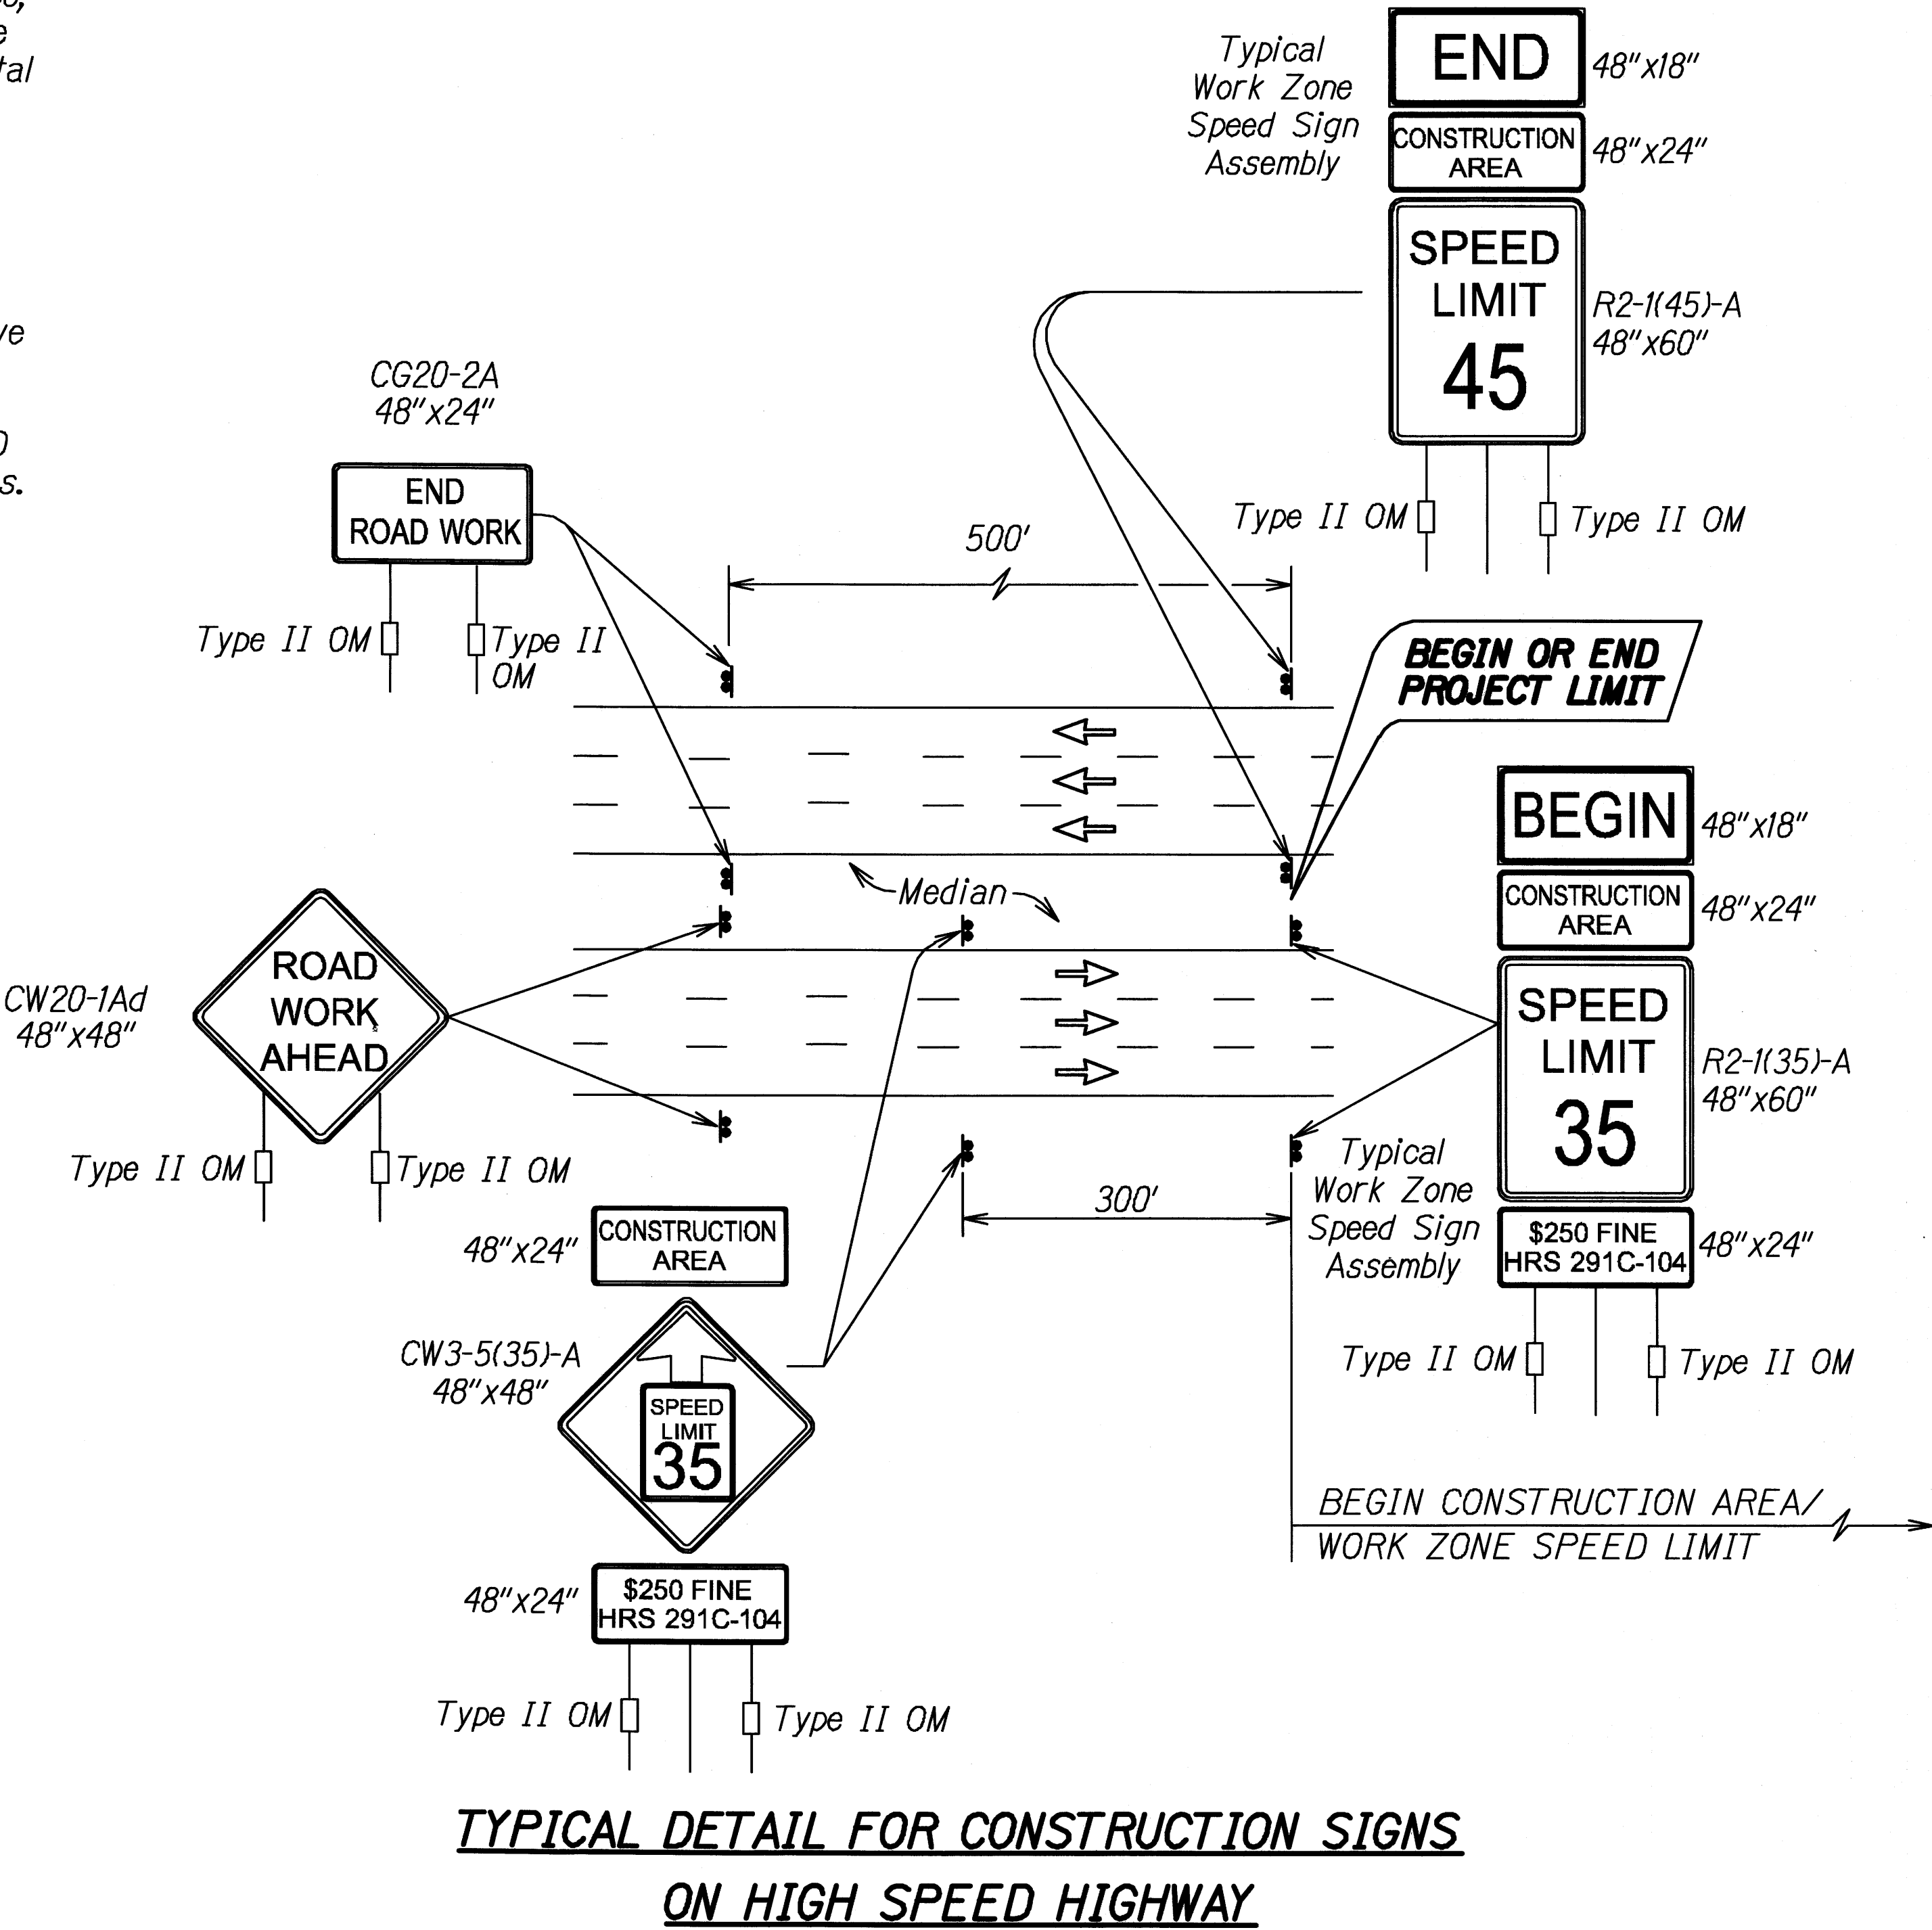 Typical
Work Zone
Speed Sign
Assembly
END
48"x18"
CONSTRUCTION
AREA
48"x24"
SPEED
LIMIT
45
R2-1(45)-A
48"x60"
Type II OM
Type II OM
CG20-2A
48"x24"
END
ROAD WORK
Type II OM
Type II
OM
500'
BEGIN OR END
PROJECT LIMIT
Median
BEGIN
48"x18"
CONSTRUCTION
AREA
48"x24"
SPEED
LIMIT
35
R2-1(35)-A
48"x60"
$250 FINE
HRS 291C-104
48"x24"
Typical
Work Zone
Speed Sign
Assembly
Type II OM
Type II OM
CW20-1Ad
48"x48"
ROAD
WORK
AHEAD
Type II OM
Type II OM
300'
48"x24"
CONSTRUCTION
AREA
CW3-5(35)-A
48"x48"
SPEED
LIMIT
35
48"x24"
$250 FINE
HRS 291C-104
Type II OM
Type II OM
BEGIN CONSTRUCTION AREA/
WORK ZONE SPEED LIMIT
TYPICAL DETAIL FOR CONSTRUCTION SIGNS
ON HIGH SPEED HIGHWAY